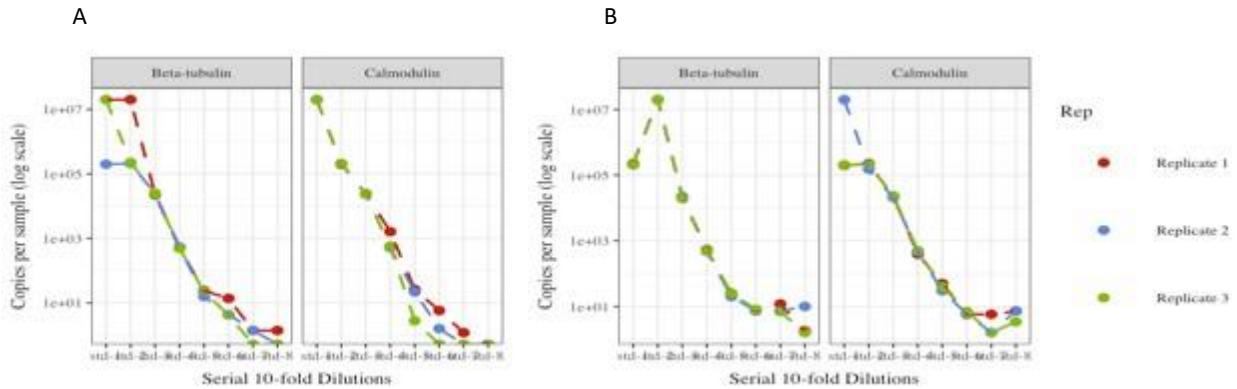 A
B
Beta-tubulin
Calmodulin
Beta-tubulin
Calmodulin
1e+07
1e+05
1e+03
1e+01
Copies per sample (log scale)
Serial 10-fold Dilutions
1e+07
1e+05
1e+03
1e+01
Copies per sample (log scale)
Serial 10-fold Dilutions
Rep
Replicate 1
Replicate 2
Replicate 3